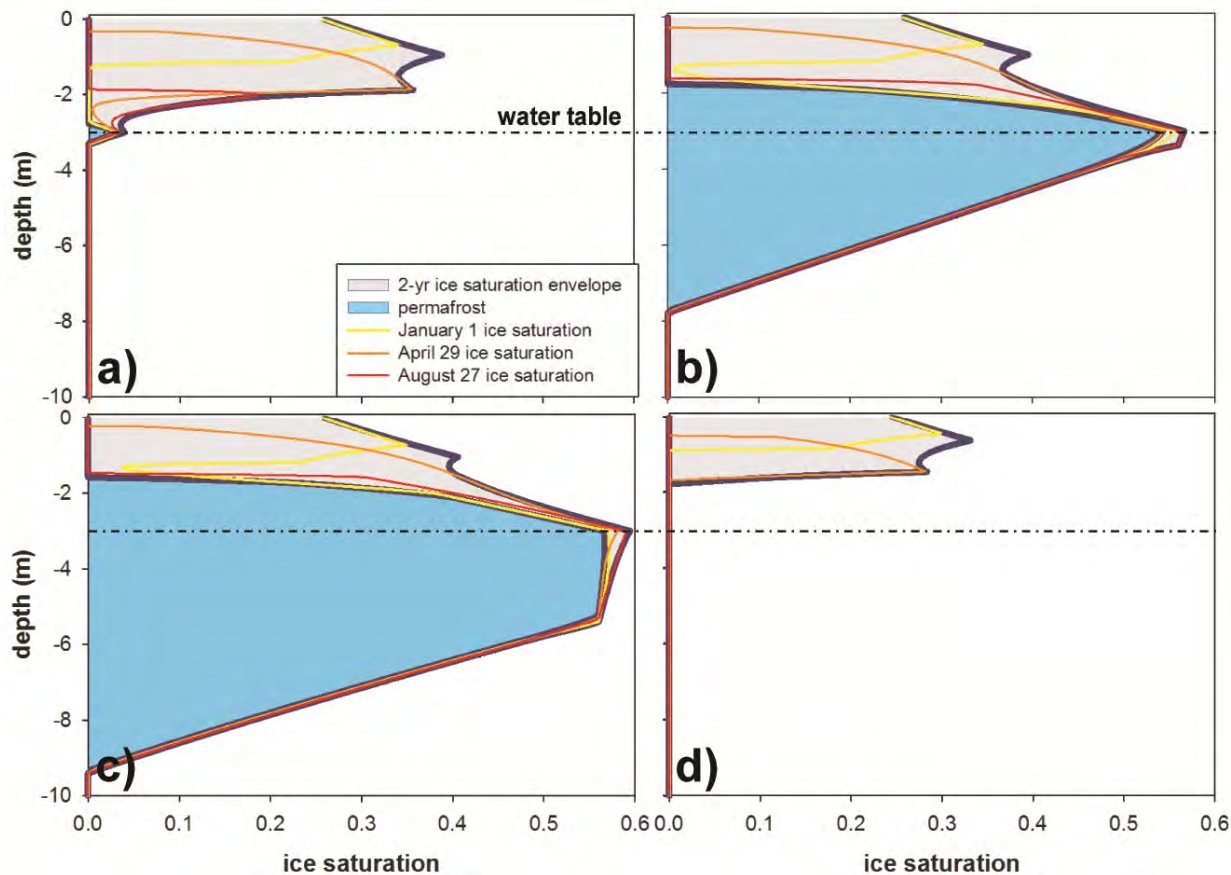 0
-2
-4
-6
-8
-10
depth (m)
water table
2-yr ice saturation envelope
permafrost
January 1 ice saturation
April 29 ice saturation
August 27 ice saturation
a)
b)
0
-2
-4
-6
-8
-10
depth (m)
c)
d)
0.0 0.1 0.2 0.3 0.4 0.5 0.6
0.0 0.1 0.2 0.3 0.4 0.5 0.6
ice saturation
ice saturation